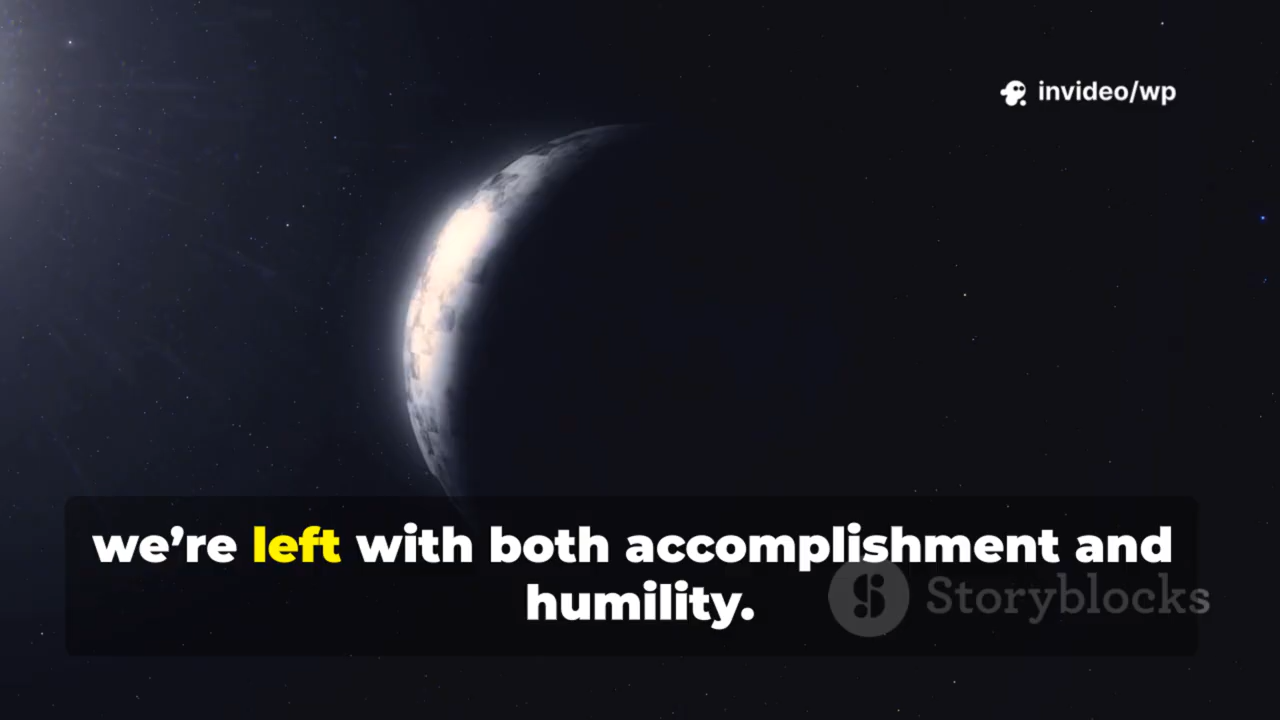 invideo/wp
we’re left with both accomplishment and
humility.
Storyblocks